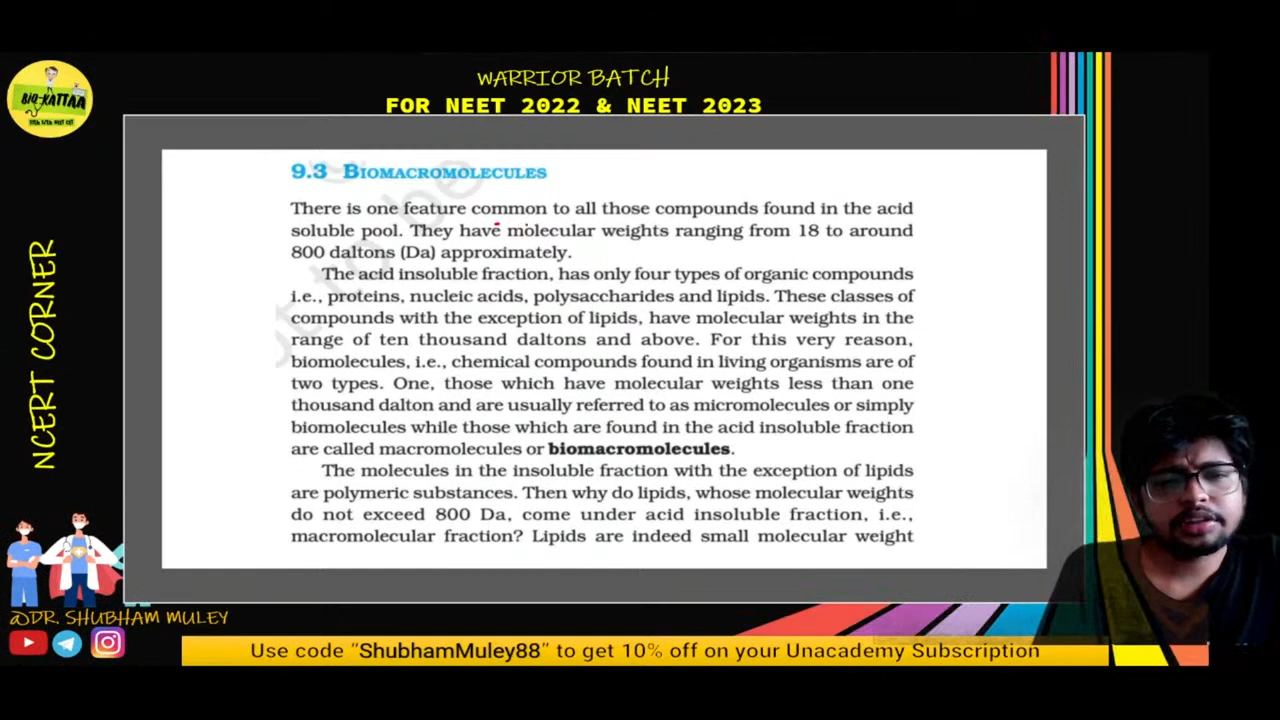 WARRIOR BATCH
FOR NEET 2022 & NEET 2023
BIO-KATTAA
NCERT CORNER
9.3 BIOMACROMOLECULES
There is one feature common to all those compounds found in the acid
soluble pool. They have molecular weights ranging from 18 to around
800 daltons (Da) approximately.
The acid insoluble fraction, has only four types of organic compounds
i.e., proteins, nucleic acids, polysaccharides and lipids. These classes of
compounds with the exception of lipids, have molecular weights in the
range of ten thousand daltons and above. For this very reason,
biomolecules, i.e., chemical compounds found in living organisms are of
two types. One, those which have molecular weights less than one
thousand dalton and are usually referred to as micromolecules or simply
biomolecules while those which are found in the acid insoluble fraction
are called macromolecules or biomacromolecules.
The molecules in the insoluble fraction with the exception of lipids
are polymeric substances. Then why do lipids, whose molecular weights
do not exceed 800 Da, come under acid insoluble fraction, i.e.,
macromolecular fraction? Lipids are indeed small molecular weight
@DR. SHUBHAM MULEY
Use code "ShubhamMuley88" to get 10% off on your Unacademy Subscription